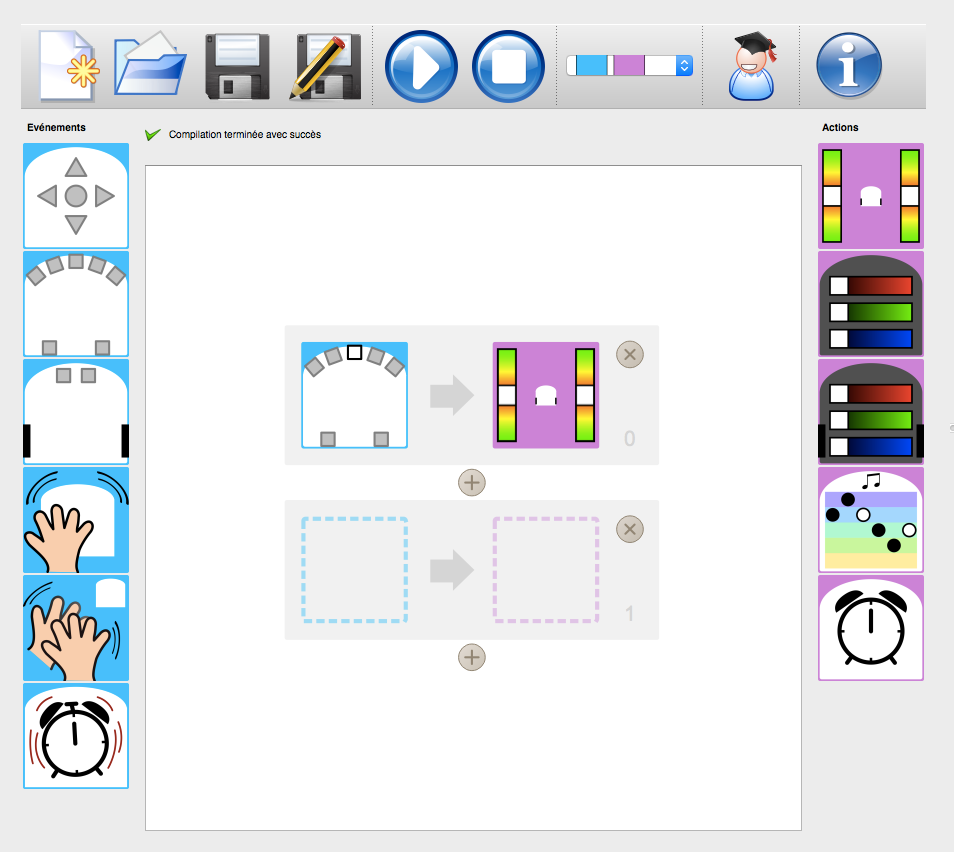 Evénements
Compilation terminée avec succès
Actions
0
1